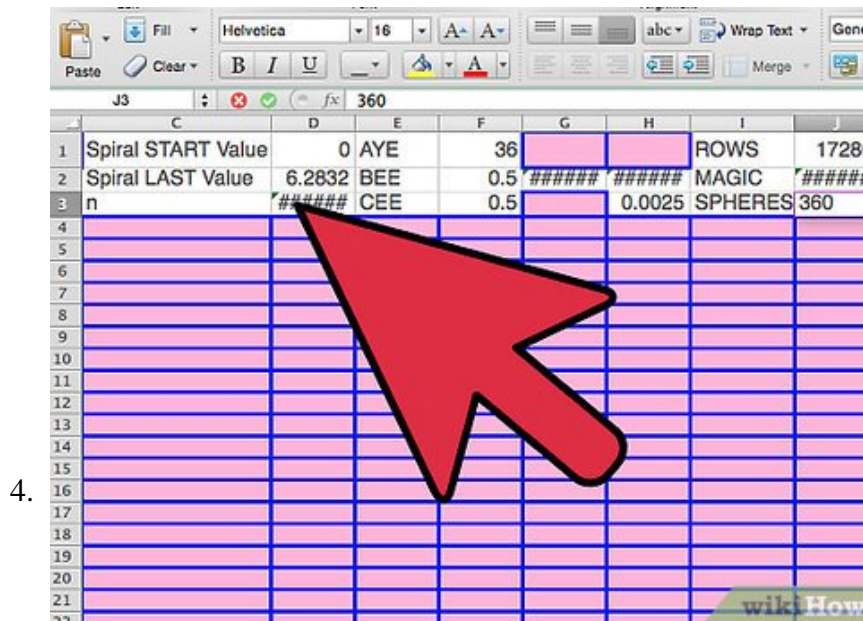 Fill Helvetica 16 A A abc Wrap Text
Paste Clear B I U A Merge
J3 fx 360
C D E F G H I J
1 Spiral START Value 0 AYE 36 ROWS 1728
2 Spiral LAST Value 6.2832 BEE 0.5 ###### ###### MAGIC ######
3 n ###### CEE 0.5 0.0025 SPHERES 360
4
5
6
7
8
9
10
11
12
13
14
15
4. 16
17
18
19
20
21 wikiHow